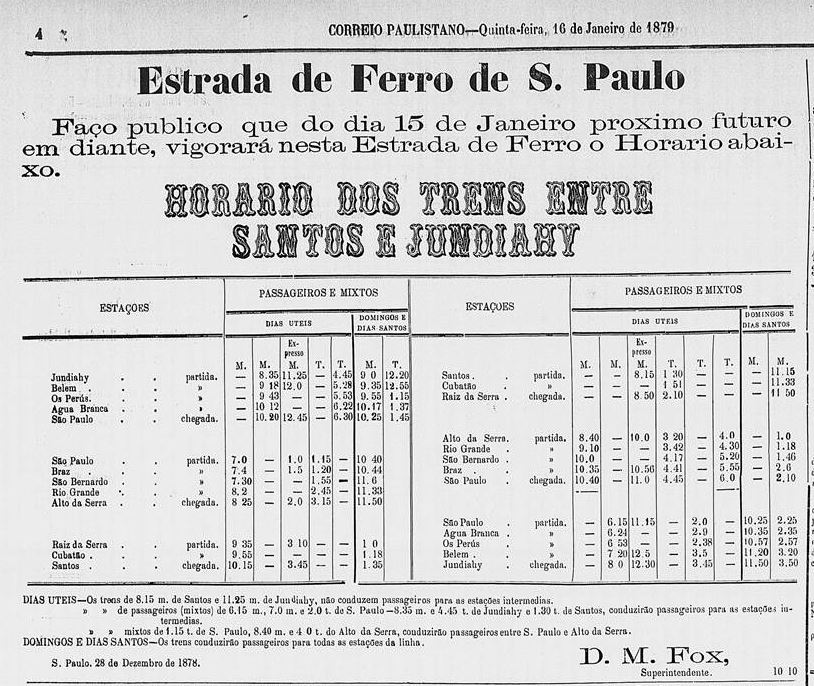 4
CORREIO PAULISTANO—Quinta-feira, 16 de Janeiro de 1879
Estrada de Ferro de S. Paulo
Faço publico que do dia 15 de Janeiro proximo futuro
em diante, vigorará nesta Estrada de Ferro o Horario abai-
xo.
HORARIO DOS TRENS ENTRE
SANTOS E JUNDIAHY
ESTAÇÕES PASSAGEIROS E MIXTOS ESTAÇÕES PASSAGEIROS E MIXTOS
DIAS UTEIS DOMINGOS E DIAS SANTOS DIAS UTEIS DOMINGOS E DIAS SANTOS
Ex-presso Ex-presso
M. M. M. T. T. M. T. M. M. M. T. T. T. M. M.
Jundiahy . . partida. — 8.35 11.25 — 4.45 9 0 12.20 Santos . . partida. — — 8.15 1 30 — — — 11.15
Belem . . . » — 9 18 12.0 — 5.28 9.35 12.55 Cubatão . » — — — 1 51 — — — 11.33
Os Perús. . . » — 9 43 — — 5.53 9.55 1.15 Raiz da Serra . chegada. — — 8 50 2.10 — — — 11 50
Agua Branca . . » — 10 12 — — 6.22 10.17 1.37
São Paulo . . chegada. — 10.20 12.45 — 6.30 10.25 1.45
Alto da Serra. partida. 8.40 — 10.0 3 20 — 4.0 — 1.0
Rio Grande . » 9.10 — — 3.42 — 4.30 — 1.18
São Paulo . . partida. 7.0 — 1.0 1.15 — 10 40 São Bernardo . » 10.0 — — 4.17 — 5.20 — 1.46
Braz . . . » 7.4 — 1.5 1.20 — 10.44 Braz . . » 10.35 — 10.56 4.41 — 5.55 — 2.6
São Bernardo . . » 7.30 — — 1.55 — 11.6 São Paulo . chegada. 10.40 — 11.0 4.45 — 6.0 — 2,10
Rio Grande . . » 8.2 — — 2.45 — 11.33
Alto da Serra . chegada. 8 25 — 2.0 3.15 — 11.50
São Paulo . partida. — 6.15 11.15 — 2.0 — 10.25 2.25
Agua Branca . » — 6.24 — — 2.9 — 10.35 2.35
Raiz da Serra . . partida. 9 35 — 3 10 — — 1 0 Os Perús . » — 6 53 — — 2.38 — 10.57 2.57
Cubatão. . . » 9.55 — — — — 1.18 Belem . . » — 7 20 12.5 — 3.5 — 11.20 3.20
Santos . . . chegada. 10.15 — 3.45 — — 1.35 Jundiahy . chegada. — 8 0 12.30 — 3.45 — 11.50 3.50
DIAS UTEIS—Os trens de 8.15 m. de Santos e 11.25 m. de Jundiahy, não conduzem passageiros para as estações intermedias.
» » de passageiros (mixtos) de 6.15 m., 7.0 m. e 2.0 t. de S. Paulo—8.35 m. e 4.45 t. de Jundiahy e 1.30 t. de Santos, conduzirão passageiros para as estações in-
termedias.
» » mixtos de 1.15 t. de S. Paulo, 8.40 m. e 4 0 t. do Alto da Serra, conduzirão passageiros entre S. Paulo e Alto da Serra.
DOMINGOS E DIAS SANTOS—Os trens conduzirão passageiros para todas as estações da linha.
S. Paulo. 28 de Dezembro de 1878.
D. M. Fox,
Superintendente.
10 10